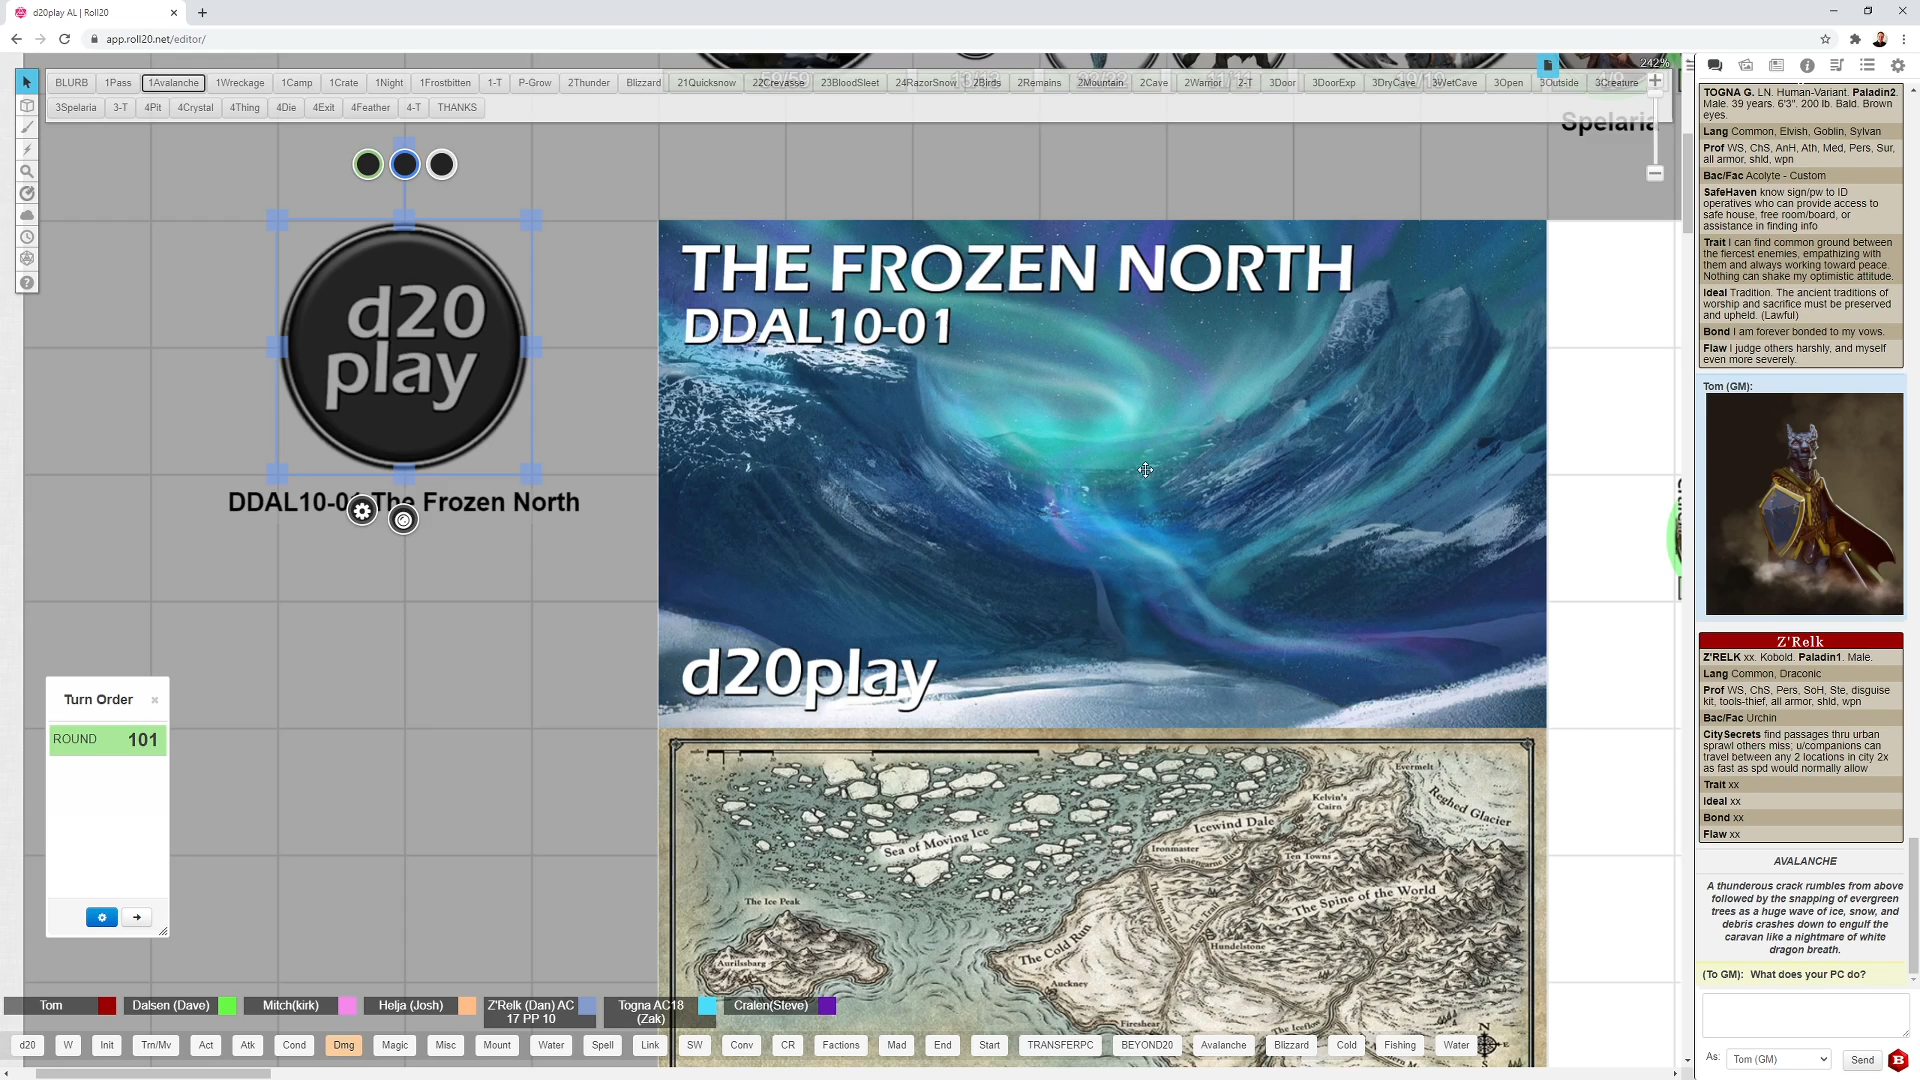 d20play AL | Roll20
app.roll20.net/editor/
BLURB 1Pass 1Avalanche 1Wreckage 1Camp 1Crate 1Night 1Frostbitten 1-T P-Grow 2Thunder Blizzard 21Quicksnow 22Crevasse 23BloodSleet 24RazorSnow 2Birds 2Remains 2Mountain 2Cave 2Warrior 2-T 3Door 3DoorExp 3DryCave 3WetCave 3Open 3Outside 3Creature
242%
3Spelaria 3-T 4Pit 4Crystal 4Thing 4Die 4Exit 4Feather 4-T THANKS
Spelaria
d20
play
DDAL10-01 The Frozen North
THE FROZEN NORTH
DDAL10-01
d20play
Evermelt
Kelvin's
Cairn
Reghed Glacier
Icewind Dale
Sea of Moving Ice
Ironmaster
Ten Towns
The Spine of the World
The Ice Peak
Hundelstone
The Cold Run
Aurilssbarg
Auckney
Fireshear
N
E
Turn Order
ROUND 101
Tom
Dalsen (Dave)
Mitch(kirk)
Helja (Josh)
Z'Relk (Dan) AC
17 PP 10
Togna AC18
(Zak)
Cralen(Steve)
d20 W Init Trn/Mv Act Atk Cond Dmg Magic Misc Mount Water Spell Link SW Conv CR Factions Mad End Start TRANSFERPC BEYOND20 Avalanche Blizzard Cold Fishing Water
TOGNA G. LN. Human-Variant. Paladin2.
Male. 39 years. 6'3". 200 lb. Bald. Brown
eyes.
Lang Common, Elvish, Goblin, Sylvan
Prof WS, ChS, AnH, Ath, Med, Pers, Sur,
all armor, shld, wpn
Bac/Fac Acolyte - Custom
SafeHaven know sign/pw to ID
operatives who can provide access to
safe house, free room/board, or
assistance in finding info
Trait I can find common ground between
the fiercest enemies, empathizing with
them and always working toward peace.
Nothing can shake my optimistic attitude.
Ideal Tradition. The ancient traditions of
worship and sacrifice must be preserved
and upheld. (Lawful)
Bond I am forever bonded to my vows.
Flaw I judge others harshly, and myself
even more severely.
Tom (GM):
Z'Relk
Z'RELK xx. Kobold. Paladin1. Male.
Lang Common, Draconic
Prof WS, ChS, Pers, SoH, Ste, disguise
kit, tools-thief, all armor, shld, wpn
Bac/Fac Urchin
CitySecrets find passages thru urban
sprawl others miss; u/companions can
travel between any 2 locations in city 2x
as fast as spd would normally allow
Trait xx
Ideal xx
Bond xx
Flaw xx
AVALANCHE
A thunderous crack rumbles from above
followed by the snapping of evergreen
trees as a huge wave of ice, snow, and
debris crashes down to engulf the
caravan like a nightmare of white
dragon breath.
(To GM): What does your PC do?
As: Tom (GM) Send